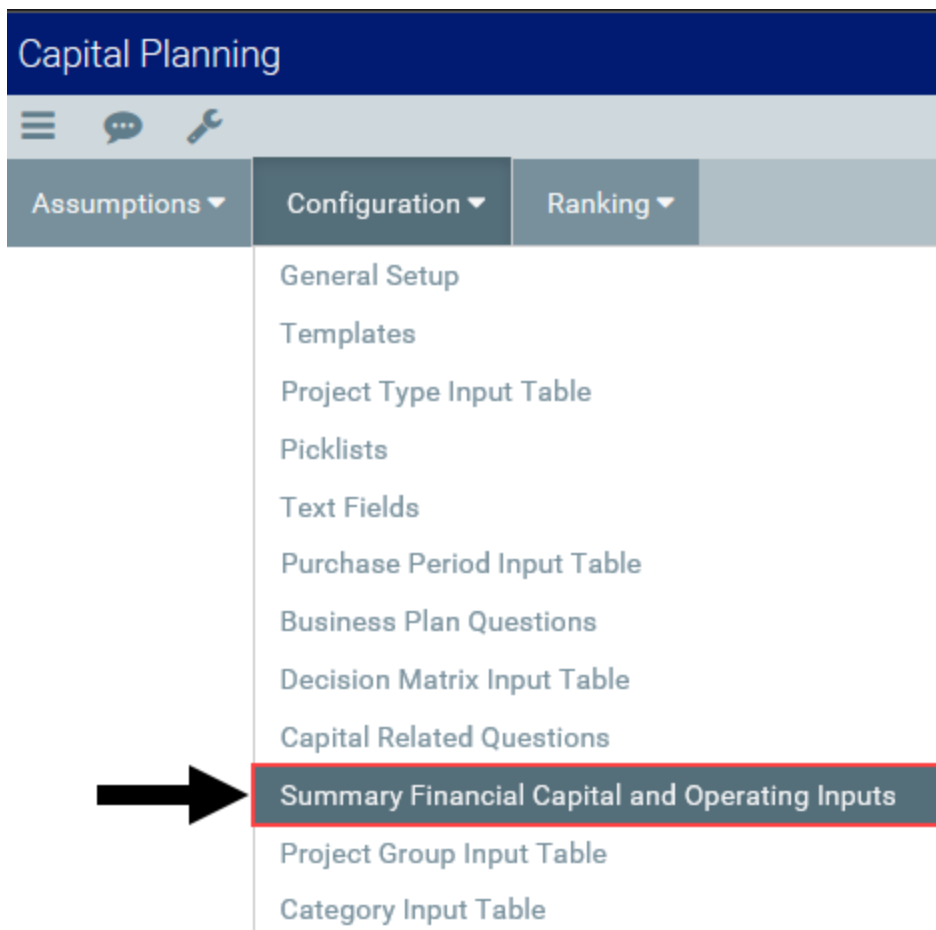 Capital Planning
Assumptions Configuration Ranking
General Setup
Templates
Project Type Input Table
Picklists
Text Fields
Purchase Period Input Table
Business Plan Questions
Decision Matrix Input Table
Capital Related Questions
Summary Financial Capital and Operating Inputs
Project Group Input Table
Category Input Table